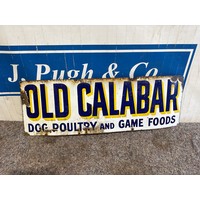 J. Pugh & Co.
OLD CALABAR
DOG POULTRY AND GAME FOODS